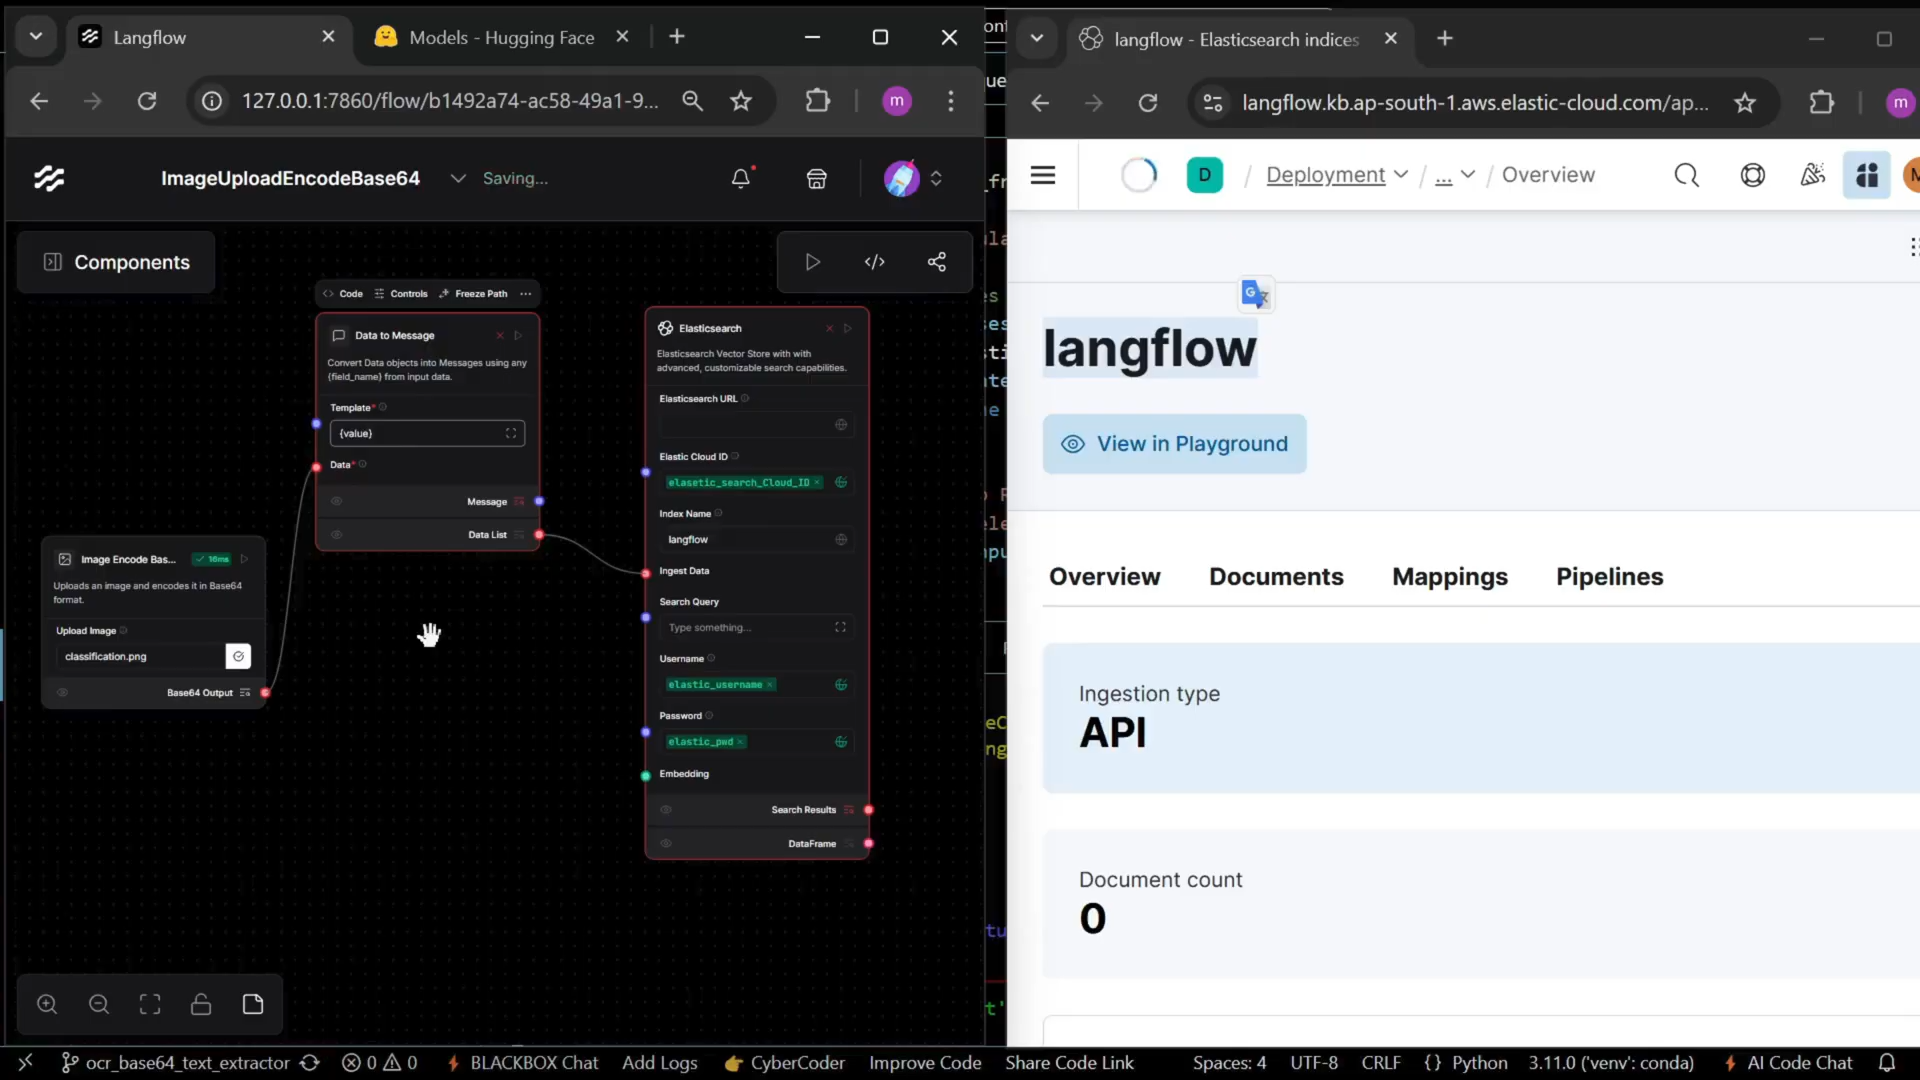 Langflow
Models - Hugging Face
127.0.0.1:7860/flow/b1492a74-ac58-49a1-9...
m
ImageUploadEncodeBase64
Saving...
Components
Code
Controls
Freeze Path
Data to Message
Convert Data objects into Messages using any
{field_name} from input data.
Template*
{value}
Data*
Message
Data List
Image Encode Bas...
16ms
Uploads an image and encodes it in Base64
format.
Upload Image
classification.png
Base64 Output
Elasticsearch
Elasticsearch Vector Store with with
advanced, customizable search capabilities.
Elasticsearch URL
Elastic Cloud ID
elasetic_search_Cloud_ID
Index Name
langflow
Ingest Data
Search Query
Type something...
Username
elastic_username
Password
elastic_pwd
Embedding
Search Results
DataFrame
langflow - Elasticsearch indices
langflow.kb.ap-south-1.aws.elastic-cloud.com/ap...
m
D / Deployment / ... / Overview
langflow
View in Playground
Overview
Documents
Mappings
Pipelines
Ingestion type
API
Document count
0
ocr_base64_text_extractor
0
0
BLACKBOX Chat
Add Logs
CyberCoder
Improve Code
Share Code Link
Spaces: 4
UTF-8
CRLF
{} Python
3.11.0 ('venv': conda)
AI Code Chat